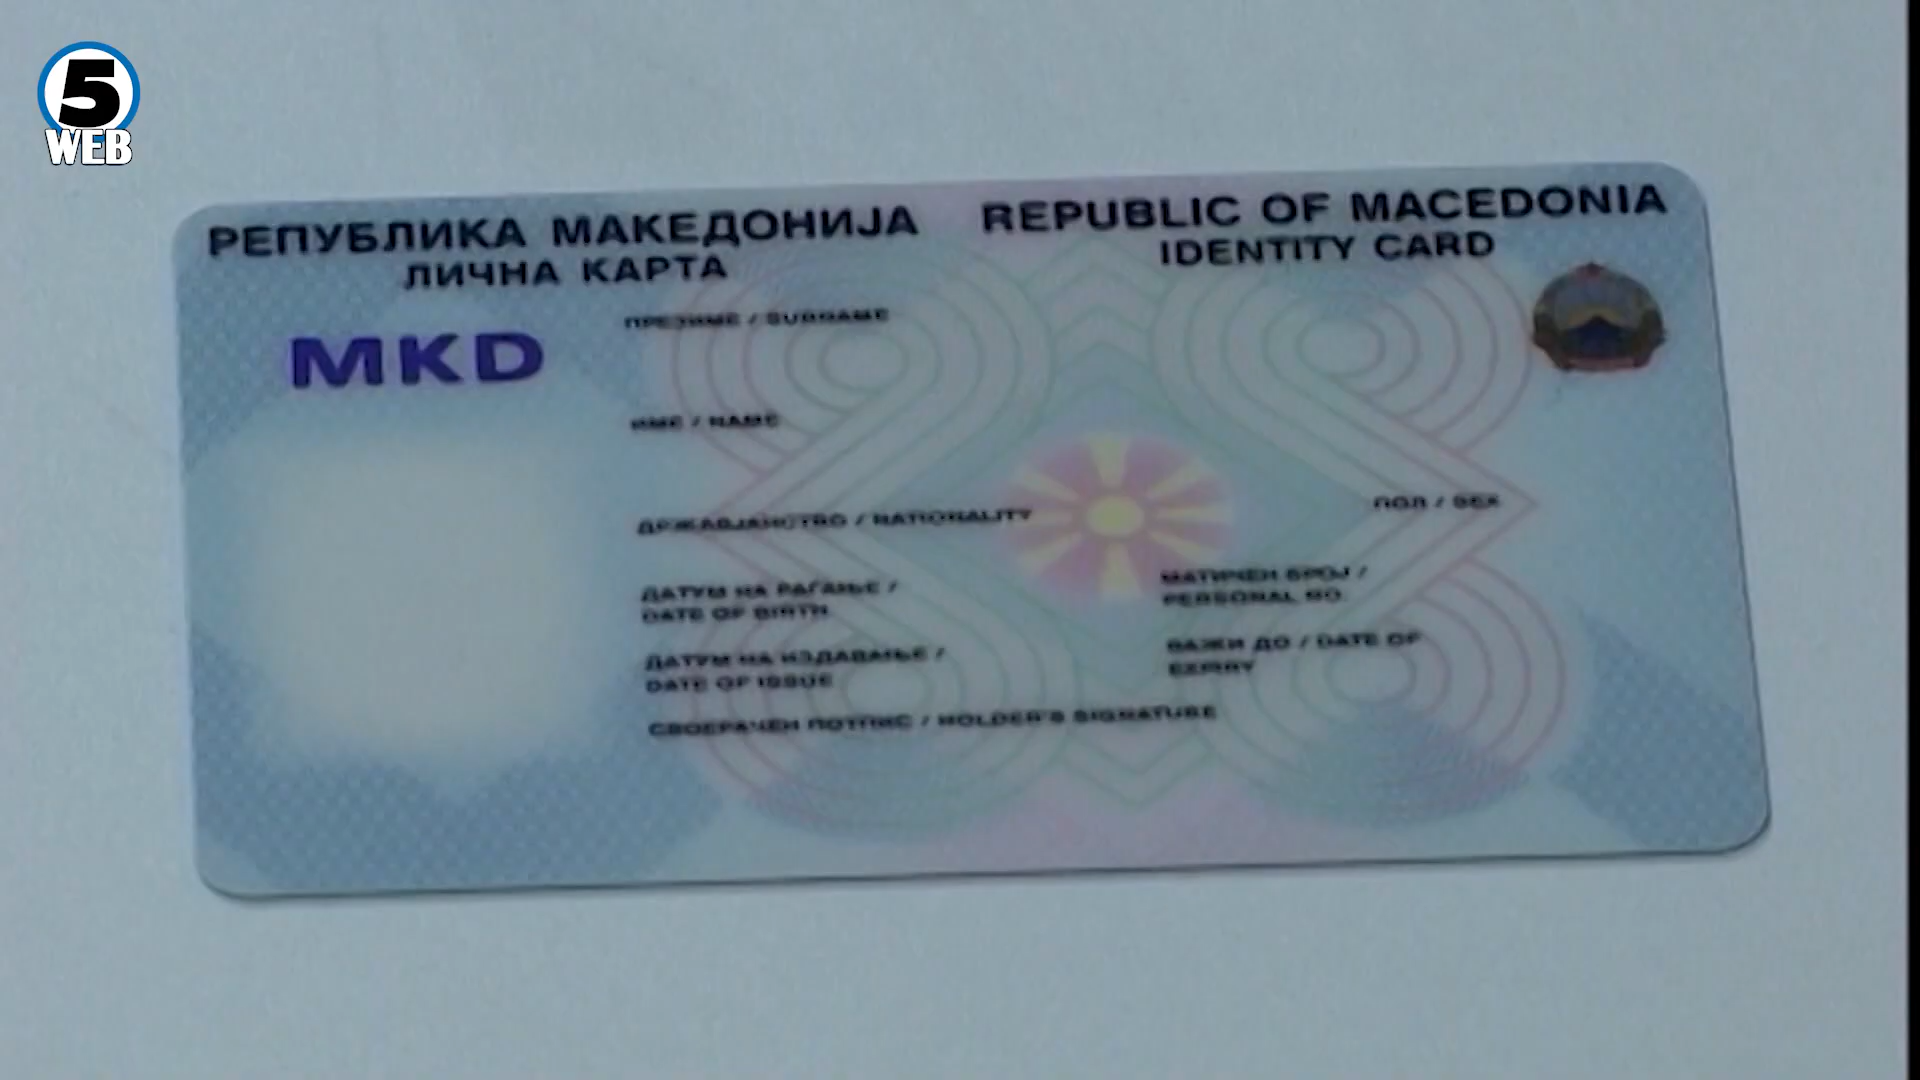 5
WEB
РЕПУБЛИКА МАКЕДОНИЈА REPUBLIC OF MACEDONIA
ЛИЧНА КАРТА IDENTITY CARD
MKD
ПРЕЗИМЕ / SURNAME
ИМЕ / NAME
ДРЖАВЈАНСТВО / NATIONALITY
ПОЛ / SEX
ДАТУМ НА РАЃАЊЕ /
DATE OF BIRTH
МАТИЧЕН БРОЈ /
PERSONAL NO.
ДАТУМ НА ИЗДАВАЊЕ /
DATE OF ISSUE
ВАЖИ ДО / DATE OF
EXPIRY
СВОЕРАЧЕН ПОТПИС / HOLDER'S SIGNATURE